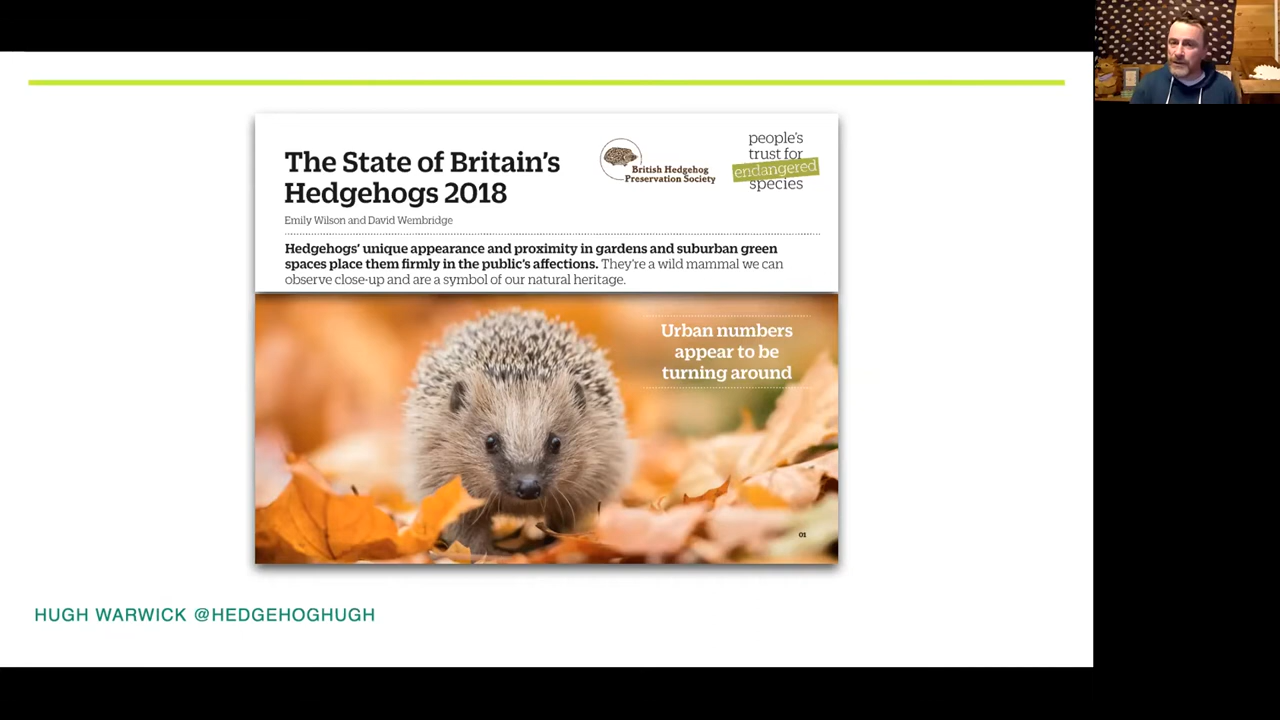 The State of Britain's
Hedgehogs 2018
Emily Wilson and David Wembridge
British Hedgehog
Preservation Society
people's
trust for
endangered
species
Hedgehogs' unique appearance and proximity in gardens and suburban green
spaces place them firmly in the public's affections. They're a wild mammal we can
observe close-up and are a symbol of our natural heritage.
Urban numbers
appear to be
turning around
01
HUGH WARWICK @HEDGEHOGHUGH